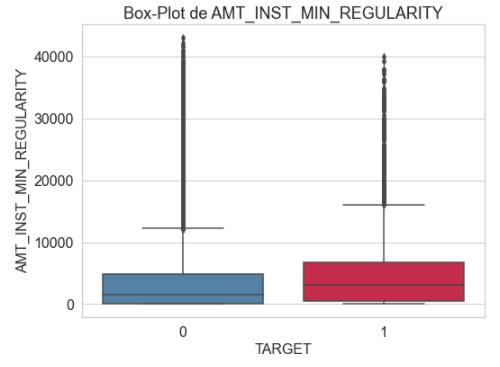 Box-Plot de AMT_INST_MIN_REGULARITY
AMT_INST_MIN_REGULARITY
40000
30000
20000
10000
0
0 1
TARGET